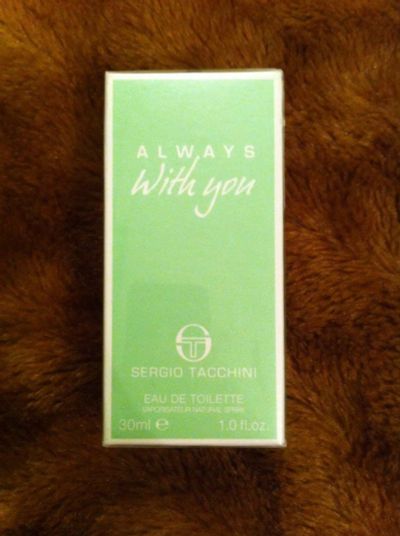 ALWAYS
With you
SERGIO TACCHINI
EAU DE TOILETTE
VAPORISATEUR NATURAL SPRAY
30ml e 1.0 fl.oz.